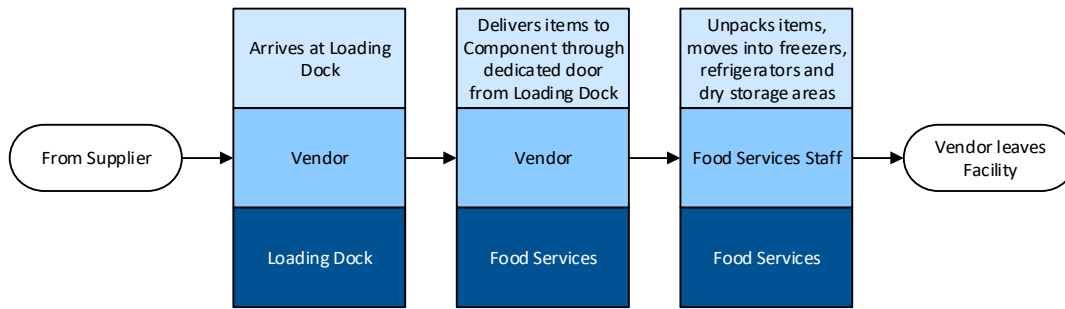 From Supplier
Arrives at Loading
Dock
Vendor
Loading Dock
Delivers items to
Component through
dedicated door
from Loading Dock
Vendor
Food Services
Unpacks items,
moves into freezers,
refrigerators and
dry storage areas
Food Services Staff
Food Services
Vendor leaves
Facility